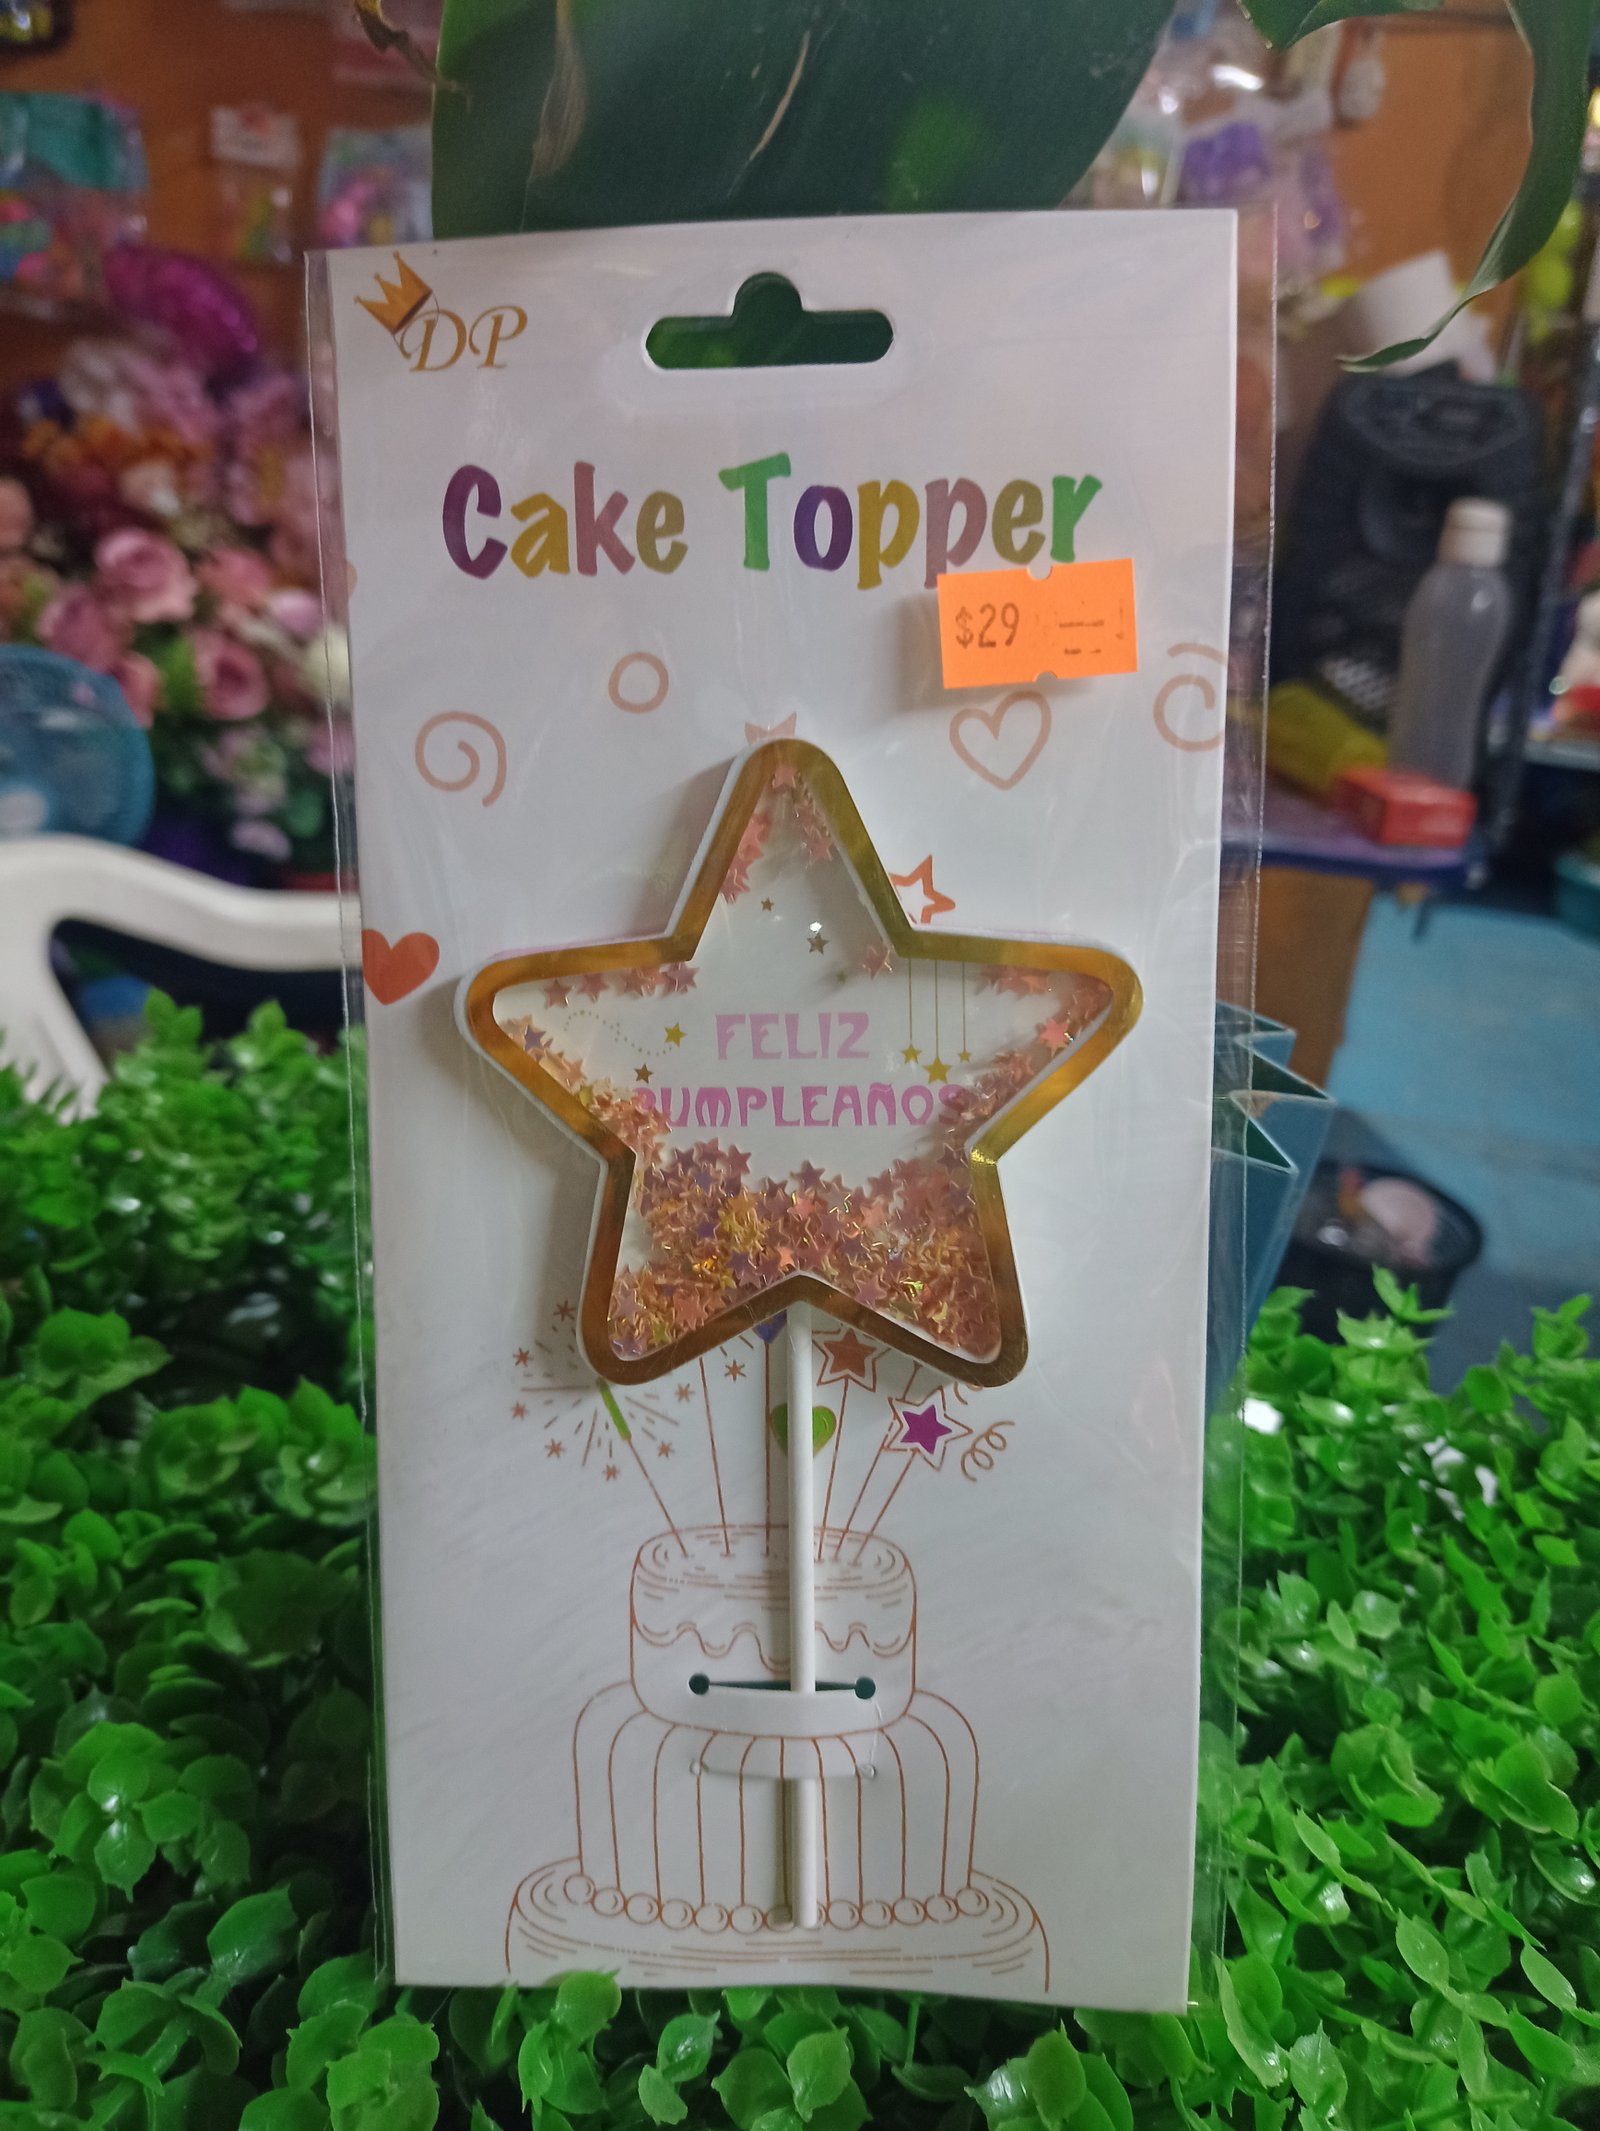 DP
Cake Topper
$29
FELIZ
CUMPLEAÑOS